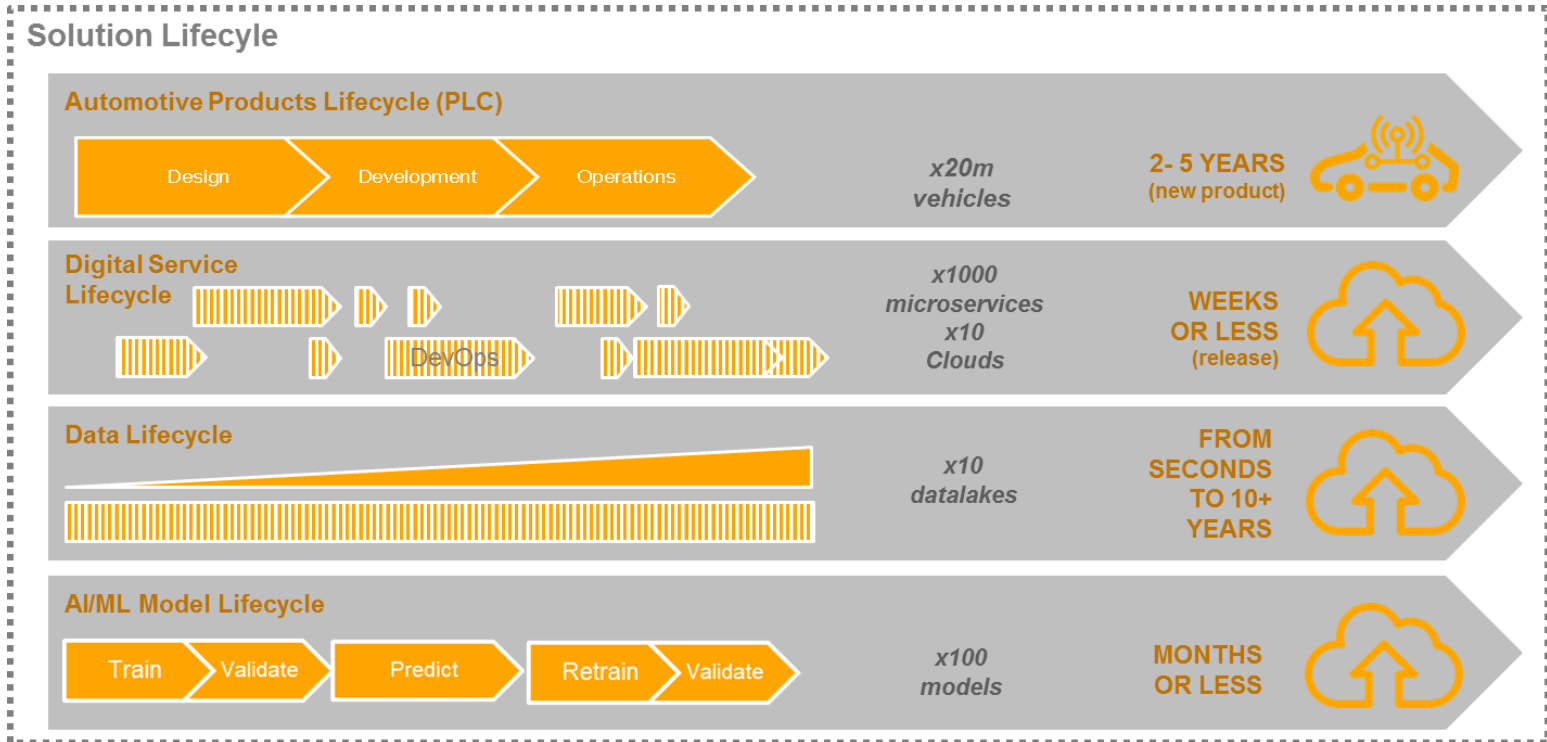 Solution Lifecyle
Automotive Products Lifecycle (PLC)
Design
Development
Operations
x20m
vehicles
2- 5 YEARS
(new product)
Digital Service
Lifecycle
DevOps
x1000
microservices
x10
Clouds
WEEKS
OR LESS
(release)
Data Lifecycle
x10
datalakes
FROM
SECONDS
TO 10+
YEARS
AI/ML Model Lifecycle
Train
Validate
Predict
Retrain
Validate
x100
models
MONTHS
OR LESS